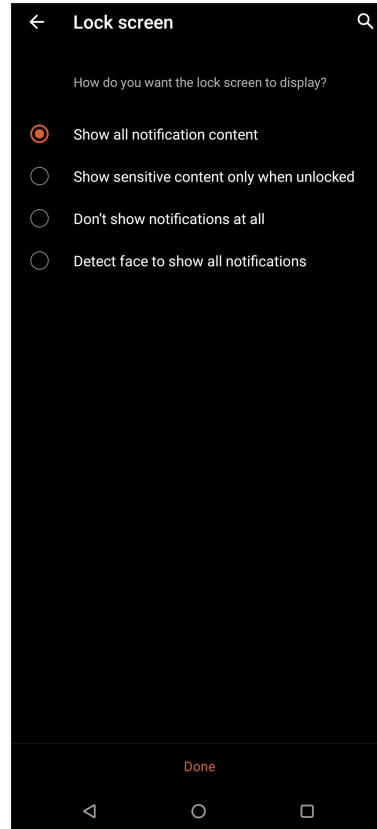 Lock screen
How do you want the lock screen to display?
Show all notification content
Show sensitive content only when unlocked
Don’t show notifications at all
Detect face to show all notifications
Done